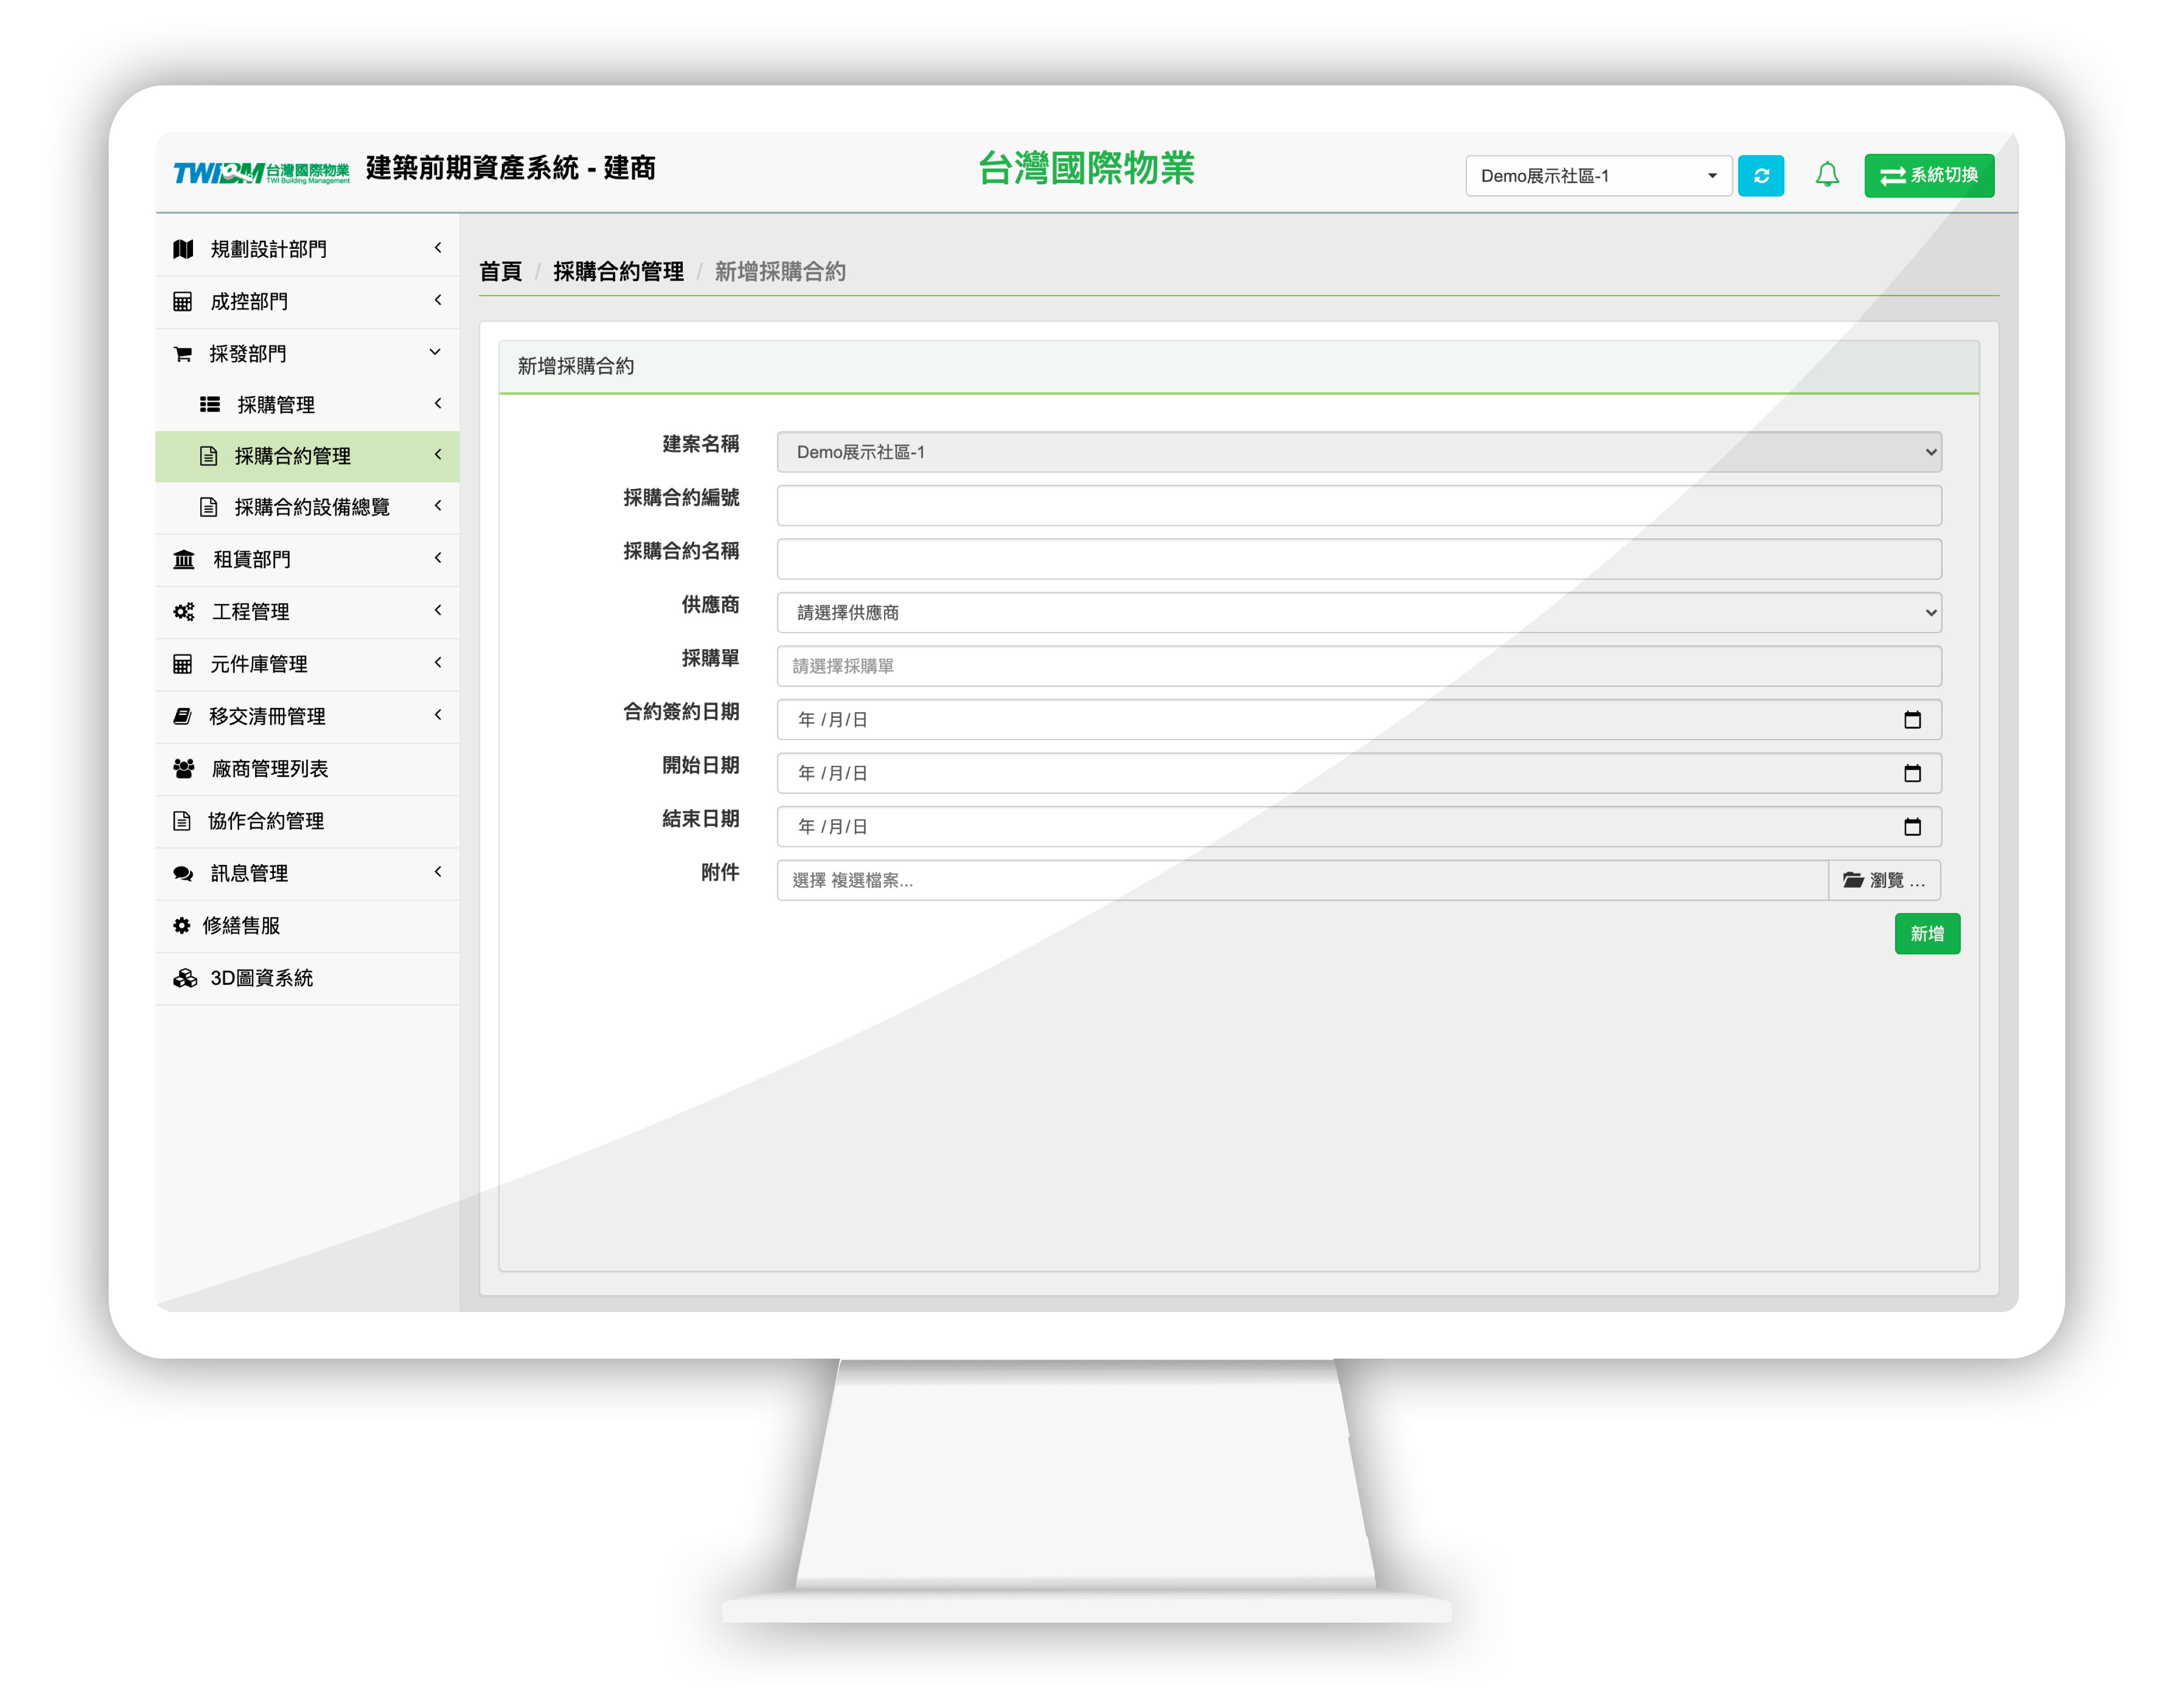 TWIBM 台灣國際物業
TWI Building Management
建築前期資產系統 - 建商
台灣國際物業
Demo展示社區-1
系統切換
規劃設計部門
成控部門
採發部門
採購管理
採購合約管理
採購合約設備總覽
租賃部門
工程管理
元件庫管理
移交清冊管理
廠商管理列表
協作合約管理
訊息管理
修繕售服
3D圖資系統
首頁 / 採購合約管理 / 新增採購合約
新增採購合約
建案名稱 Demo展示社區-1
採購合約編號
採購合約名稱
供應商 請選擇供應商
採購單 請選擇採購單
合約簽約日期 年 /月/日
開始日期 年 /月/日
結束日期 年 /月/日
附件 選擇 複選檔案... 瀏覽 ...
新增